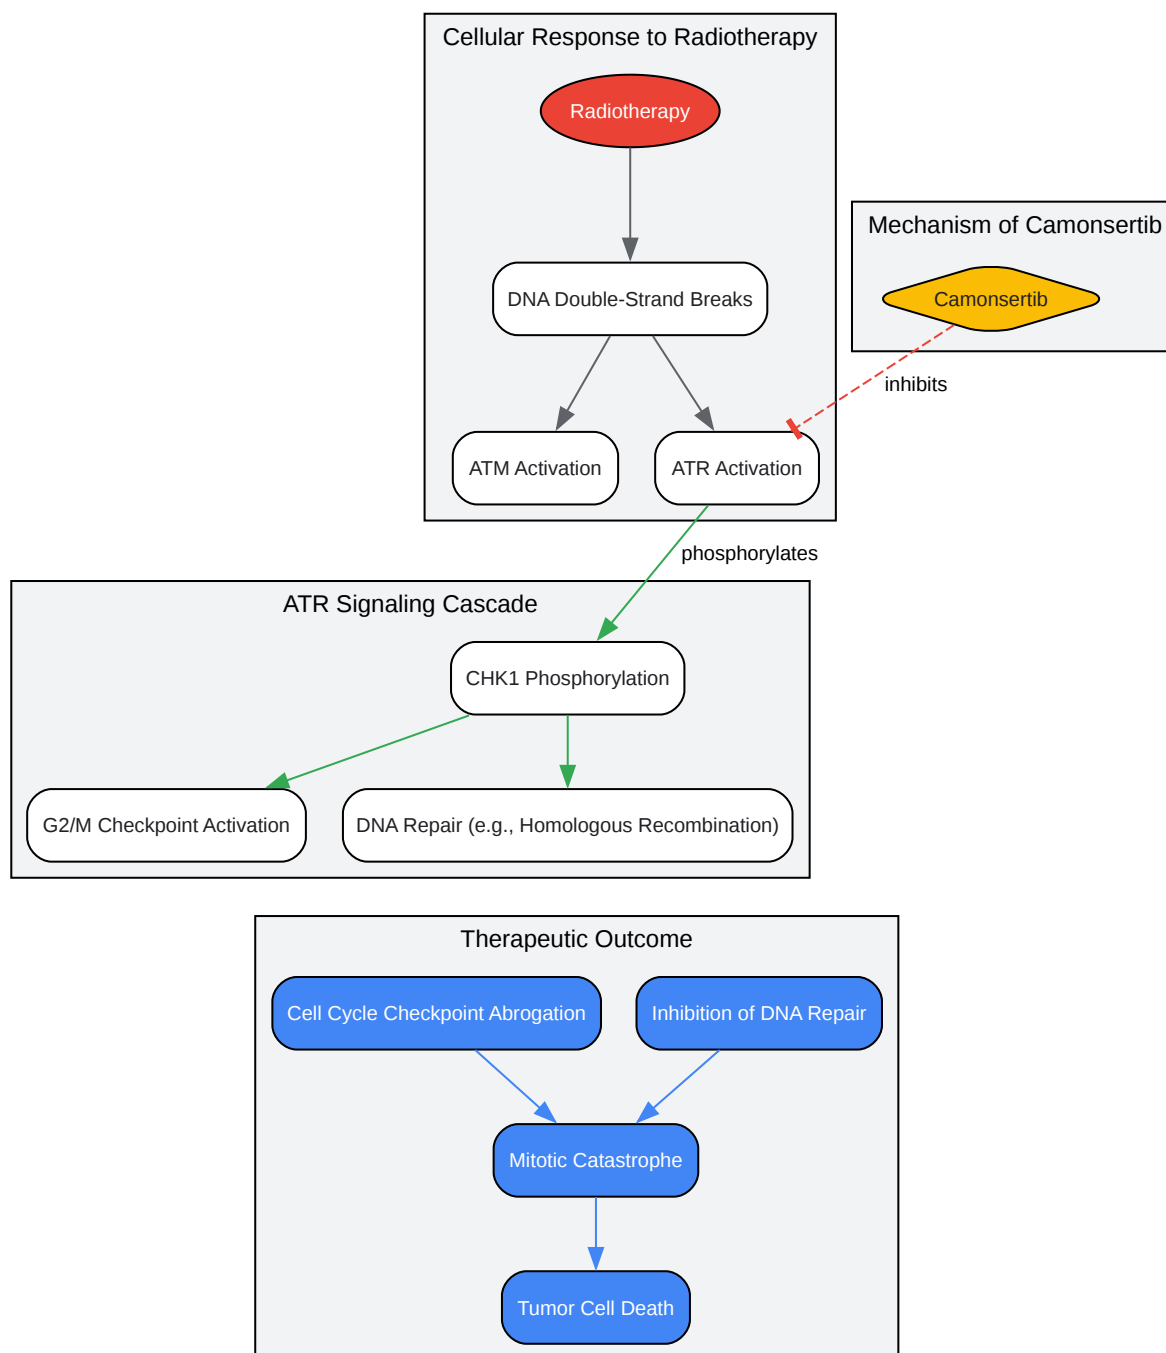 Cellular Response to Radiotherapy
Radiotherapy
Mechanism of Camonsertib
DNA Double-Strand Breaks
Camonsertib
inhibits
ATM Activation
ATR Activation
phosphorylates
ATR Signaling Cascade
CHK1 Phosphorylation
G2/M Checkpoint Activation
DNA Repair (e.g., Homologous Recombination)
Therapeutic Outcome
Cell Cycle Checkpoint Abrogation
Inhibition of DNA Repair
Mitotic Catastrophe
Tumor Cell Death